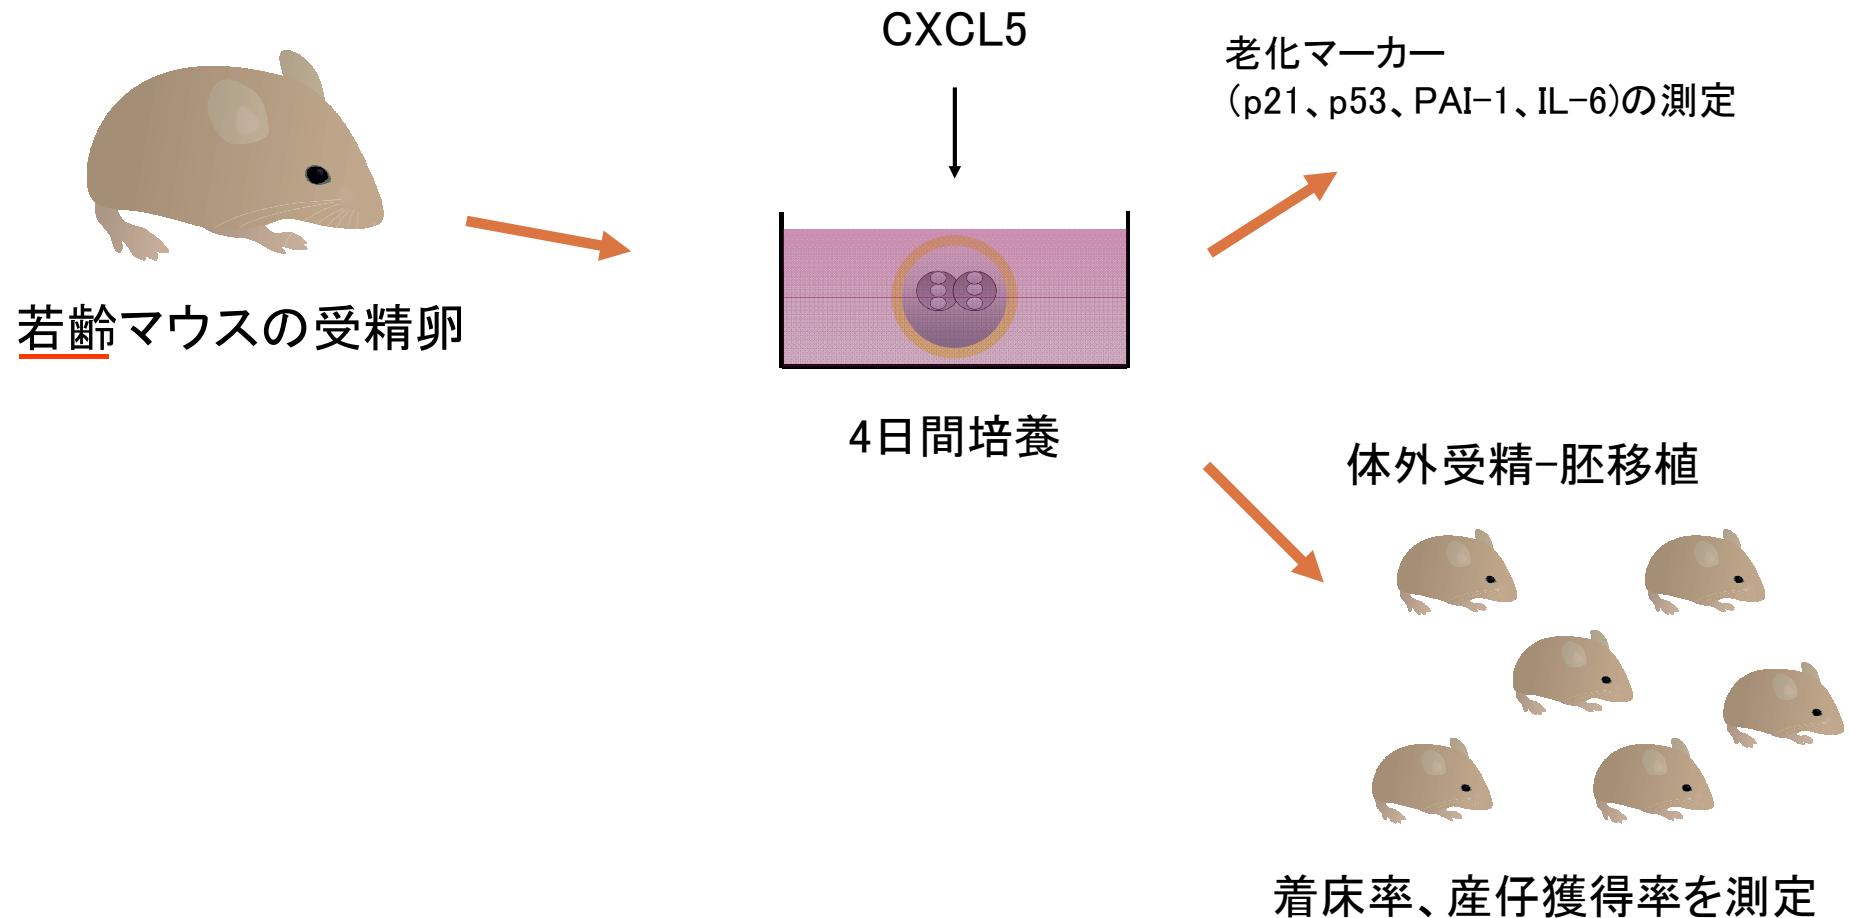 CXCL5
老化マーカー
(p21、p53、PAI-1、IL-6)の測定
若齢マウスの受精卵
4日間培養
体外受精-胚移植
着床率、産仔獲得率を測定